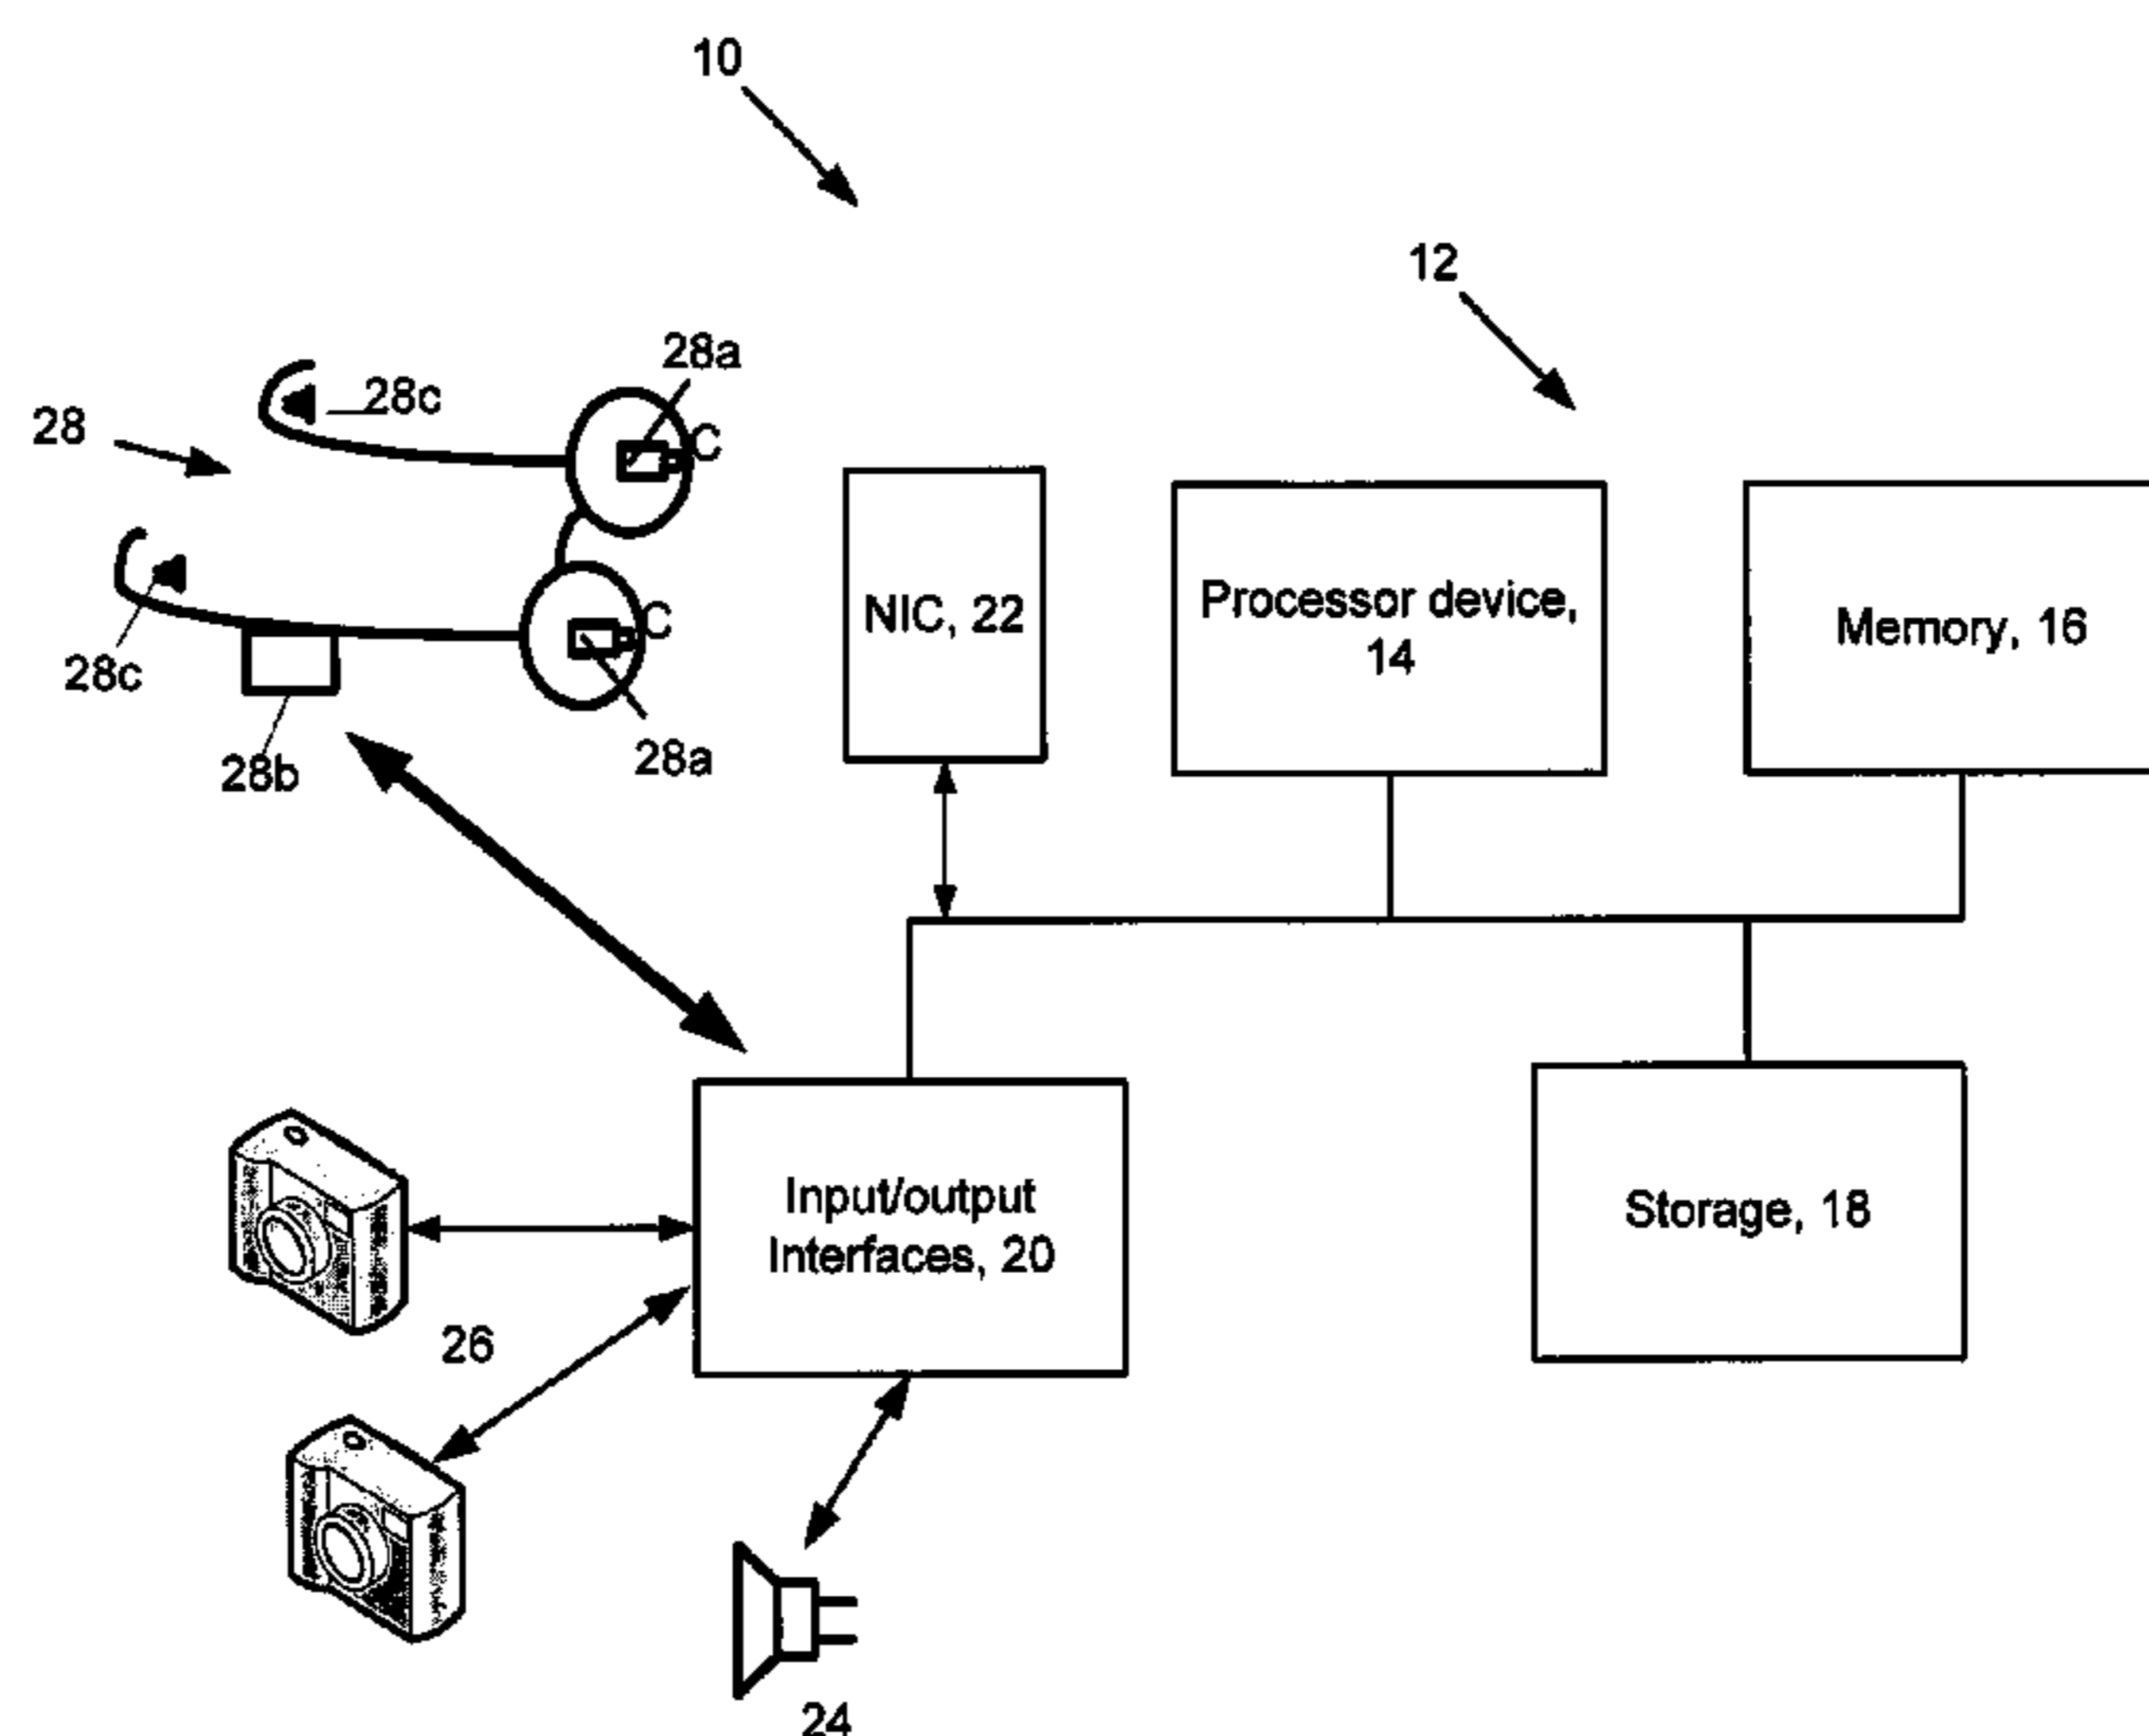 10
12
28a
28c
28
C
NIC, 22
Processor device,
14
Memory, 16
C
28c
28b
28a
Input/output
Interfaces, 20
Storage, 18
26
24